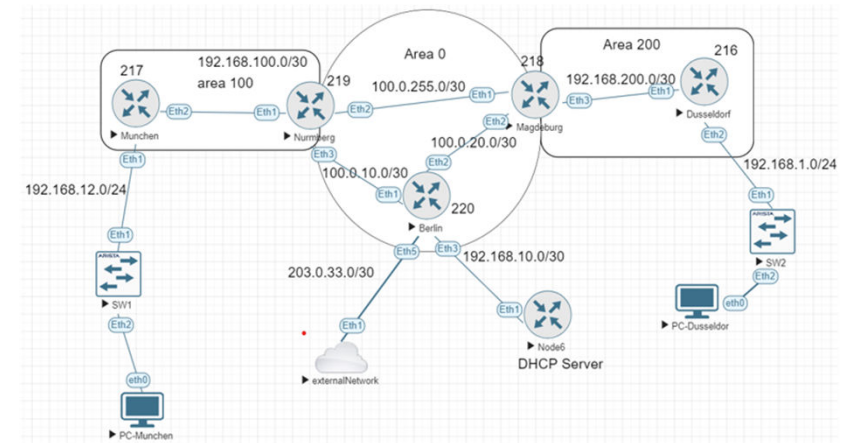 Area 0
Area 200
192.168.100.0/30
area 100
217
219
218
216
100.0.255.0/30
192.168.200.0/30
Eth2
Eth1
Eth2
Eth1
Eth3
Eth1
Munchen
Nurmberg
Magdeburg
Dusseldorf
Eth1
Eth3
Eth2
Eth2
100.0.20.0/30
Eth2
100.0.10.0/30
Eth1
220
Berlin
192.168.12.0/24
192.168.1.0/24
Eth1
Eth1
ARISTA
SW1
Eth2
ARISTA
SW2
Eth2
Eth5
Eth3
192.168.10.0/30
203.0.33.0/30
Eth1
Eth1
eth0
PC-Dusseldor
Node6
DHCP Server
externalNetwork
eth0
PC-Munchen